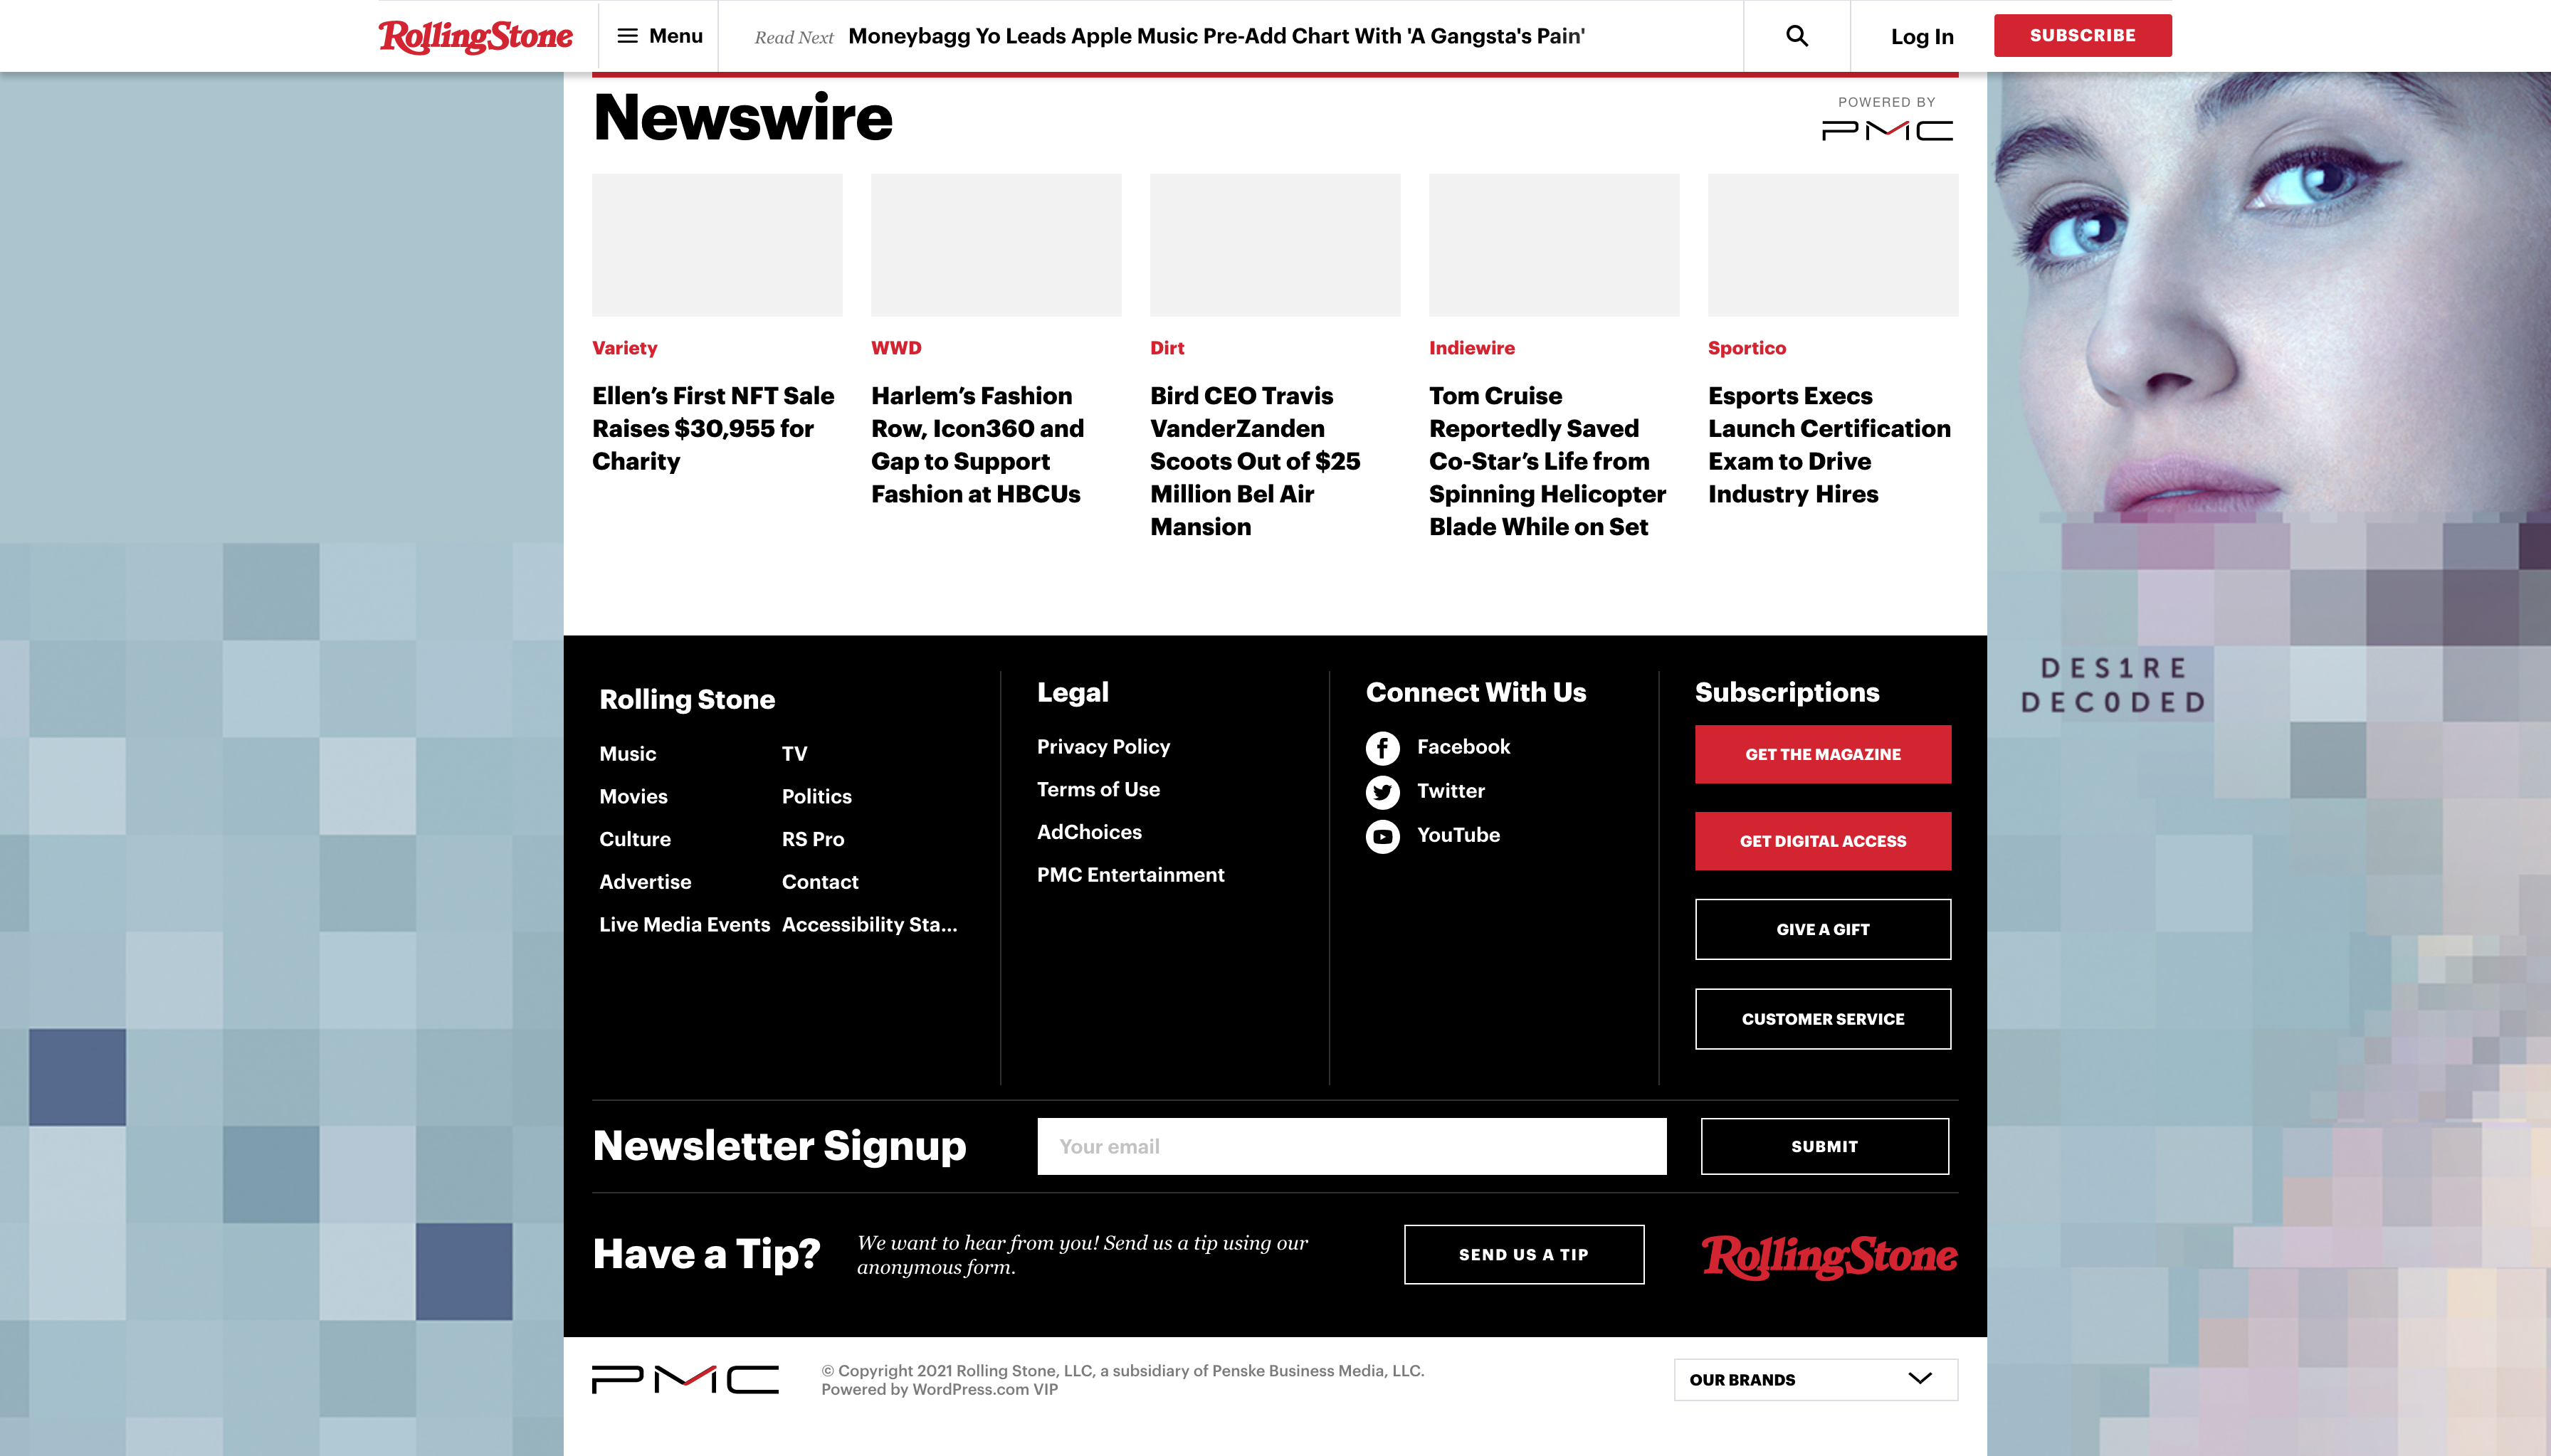 RollingStone
Menu
Read Next Moneybagg Yo Leads Apple Music Pre-Add Chart With 'A Gangsta's Pain'
Log In
SUBSCRIBE
Newswire
POWERED BY
PMC
Variety
Ellen’s First NFT Sale
Raises $30,955 for
Charity
WWD
Harlem’s Fashion
Row, Icon360 and
Gap to Support
Fashion at HBCUs
Dirt
Bird CEO Travis
VanderZanden
Scoots Out of $25
Million Bel Air
Mansion
Indiewire
Tom Cruise
Reportedly Saved
Co-Star’s Life from
Spinning Helicopter
Blade While on Set
Sportico
Esports Execs
Launch Certification
Exam to Drive
Industry Hires
DES1RE
DEC0DED
Rolling Stone
Music
Movies
Culture
Advertise
Live Media Events
TV
Politics
RS Pro
Contact
Accessibility Sta...
Legal
Privacy Policy
Terms of Use
AdChoices
PMC Entertainment
Connect With Us
Facebook
Twitter
YouTube
Subscriptions
GET THE MAGAZINE
GET DIGITAL ACCESS
GIVE A GIFT
CUSTOMER SERVICE
Newsletter Signup
Your email
SUBMIT
Have a Tip?
We want to hear from you! Send us a tip using our
anonymous form.
SEND US A TIP
RollingStone
PMC
© Copyright 2021 Rolling Stone, LLC, a subsidiary of Penske Business Media, LLC.
Powered by WordPress.com VIP
OUR BRANDS